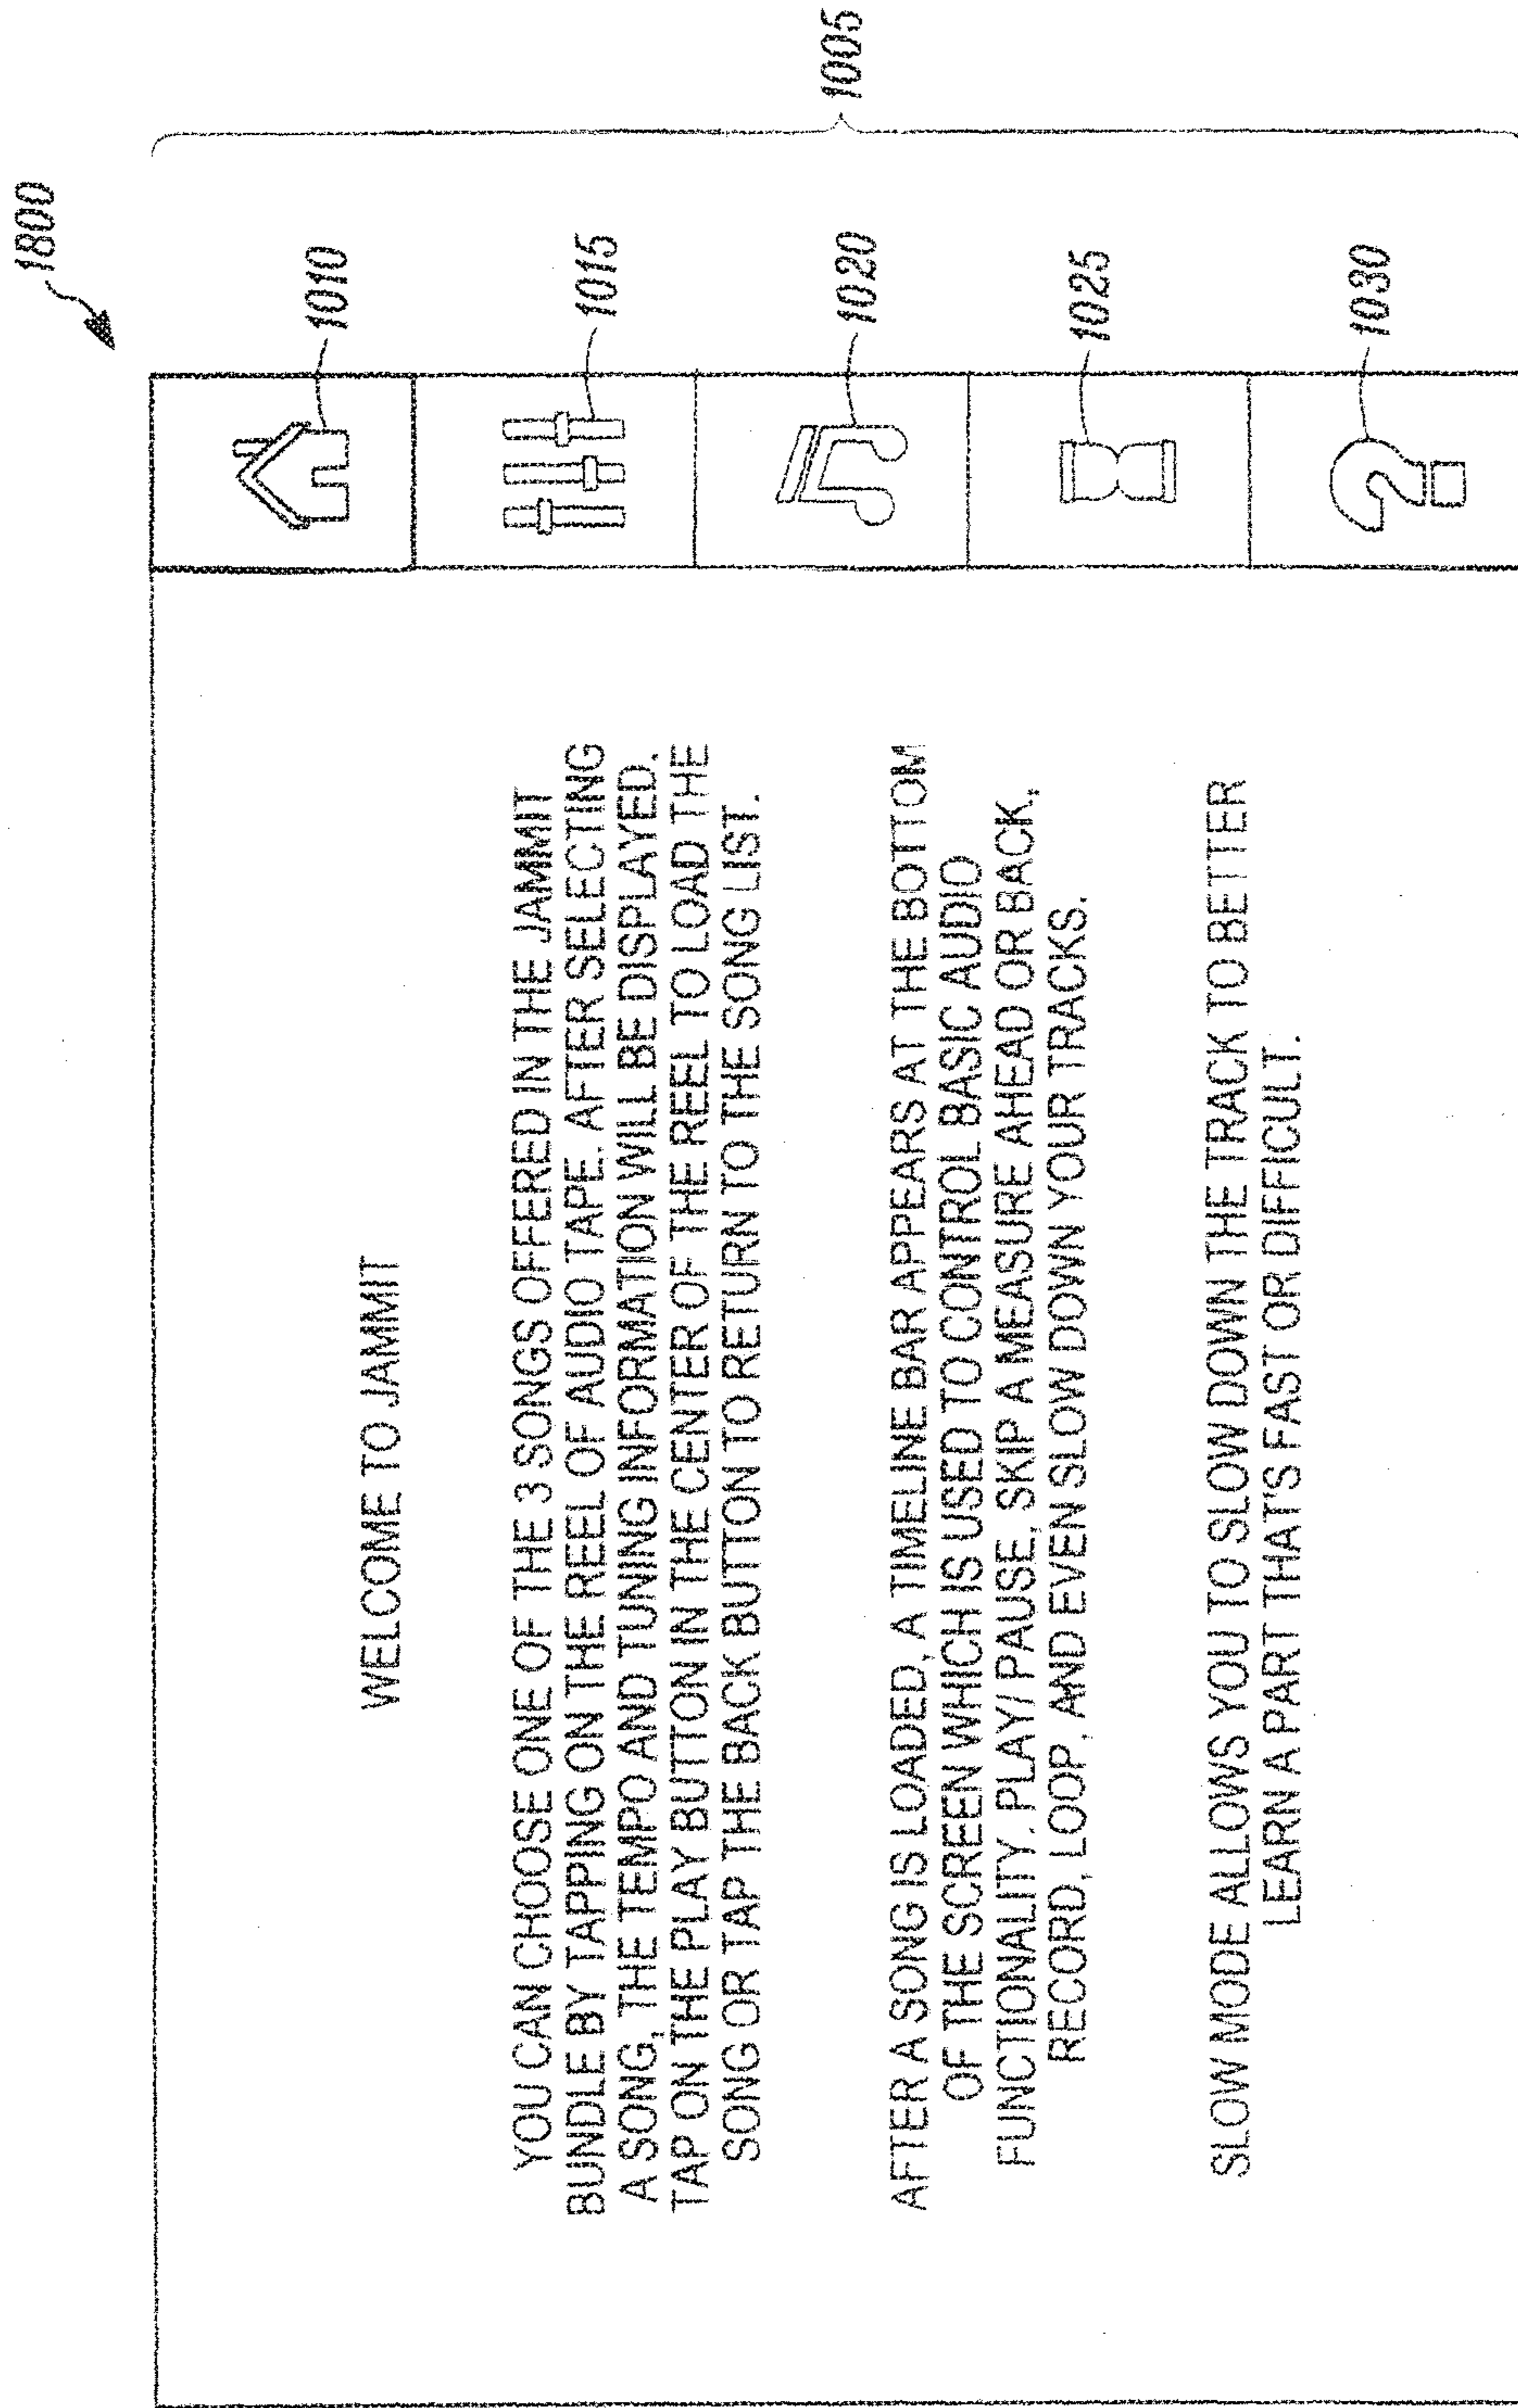 1800
1005
1010
1015
1020
1025
1030
WELCOME TO JAMMIT
YOU CAN CHOOSE ONE OF THE 3 SONGS OFFERED IN THE JAMMIT
BUNDLE BY TAPPING ON THE REEL OF AUDIO TAPE. AFTER SELECTING
A SONG, THE TEMPO AND TUNING INFORMATION WILL BE DISPLAYED.
TAP ON THE PLAY BUTTON IN THE CENTER OF THE REEL TO LOAD THE
SONG OR TAP THE BACK BUTTON TO RETURN TO THE SONG LIST.
AFTER A SONG IS LOADED, A TIMELINE BAR APPEARS AT THE BOTTOM
OF THE SCREEN WHICH IS USED TO CONTROL BASIC AUDIO
FUNCTIONALITY. PLAY/ PAUSE, SKIP A MEASURE AHEAD OR BACK,
RECORD, LOOP, AND EVEN SLOW DOWN YOUR TRACKS.
SLOW MODE ALLOWS YOU TO SLOW DOWN THE TRACK TO BETTER
LEARN A PART THAT'S FAST OR DIFFICULT.